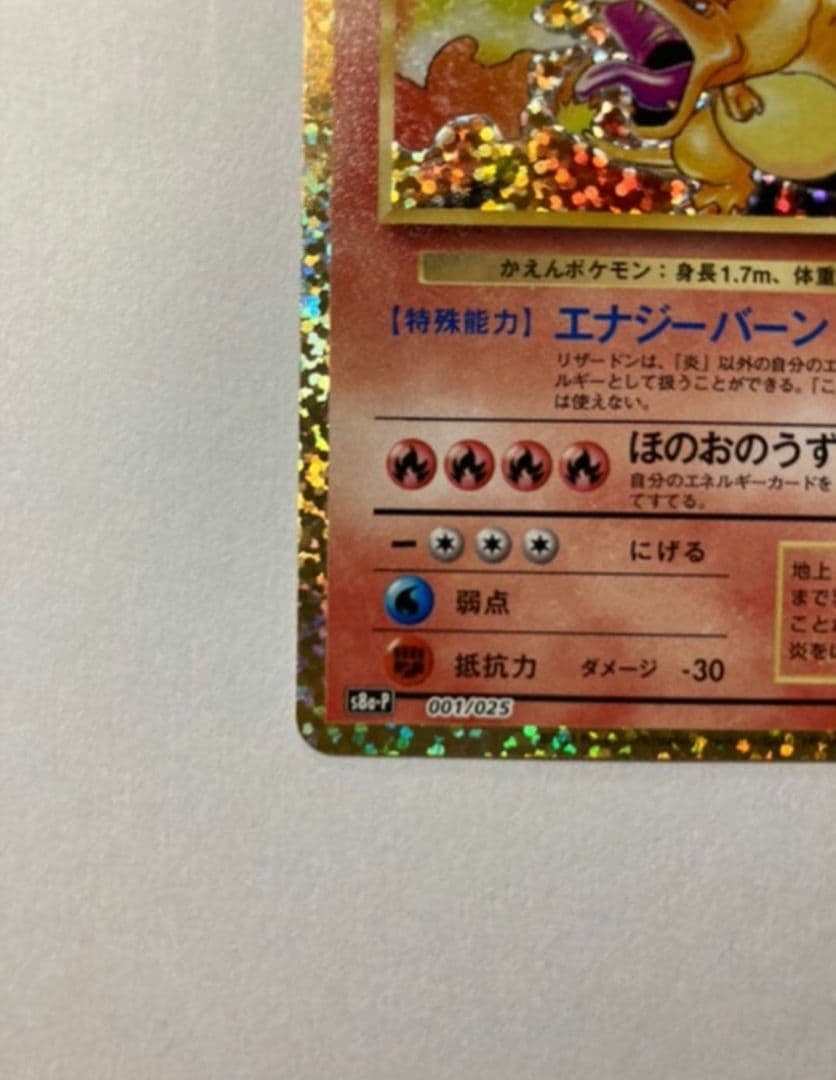 かえんポケモン：身長1.7m、体重
【特殊能力】 エナジーバーン
リザードンは、「炎」以外の自分のエ
ルギーとして扱うことができる。「こ
は使えない。
ほのおのうず
自分のエネルギーカードを
てすてる。
ー にげる
弱点
抵抗力 ダメージ -30
地上
まで
こと
炎を
s8a-P 001/025